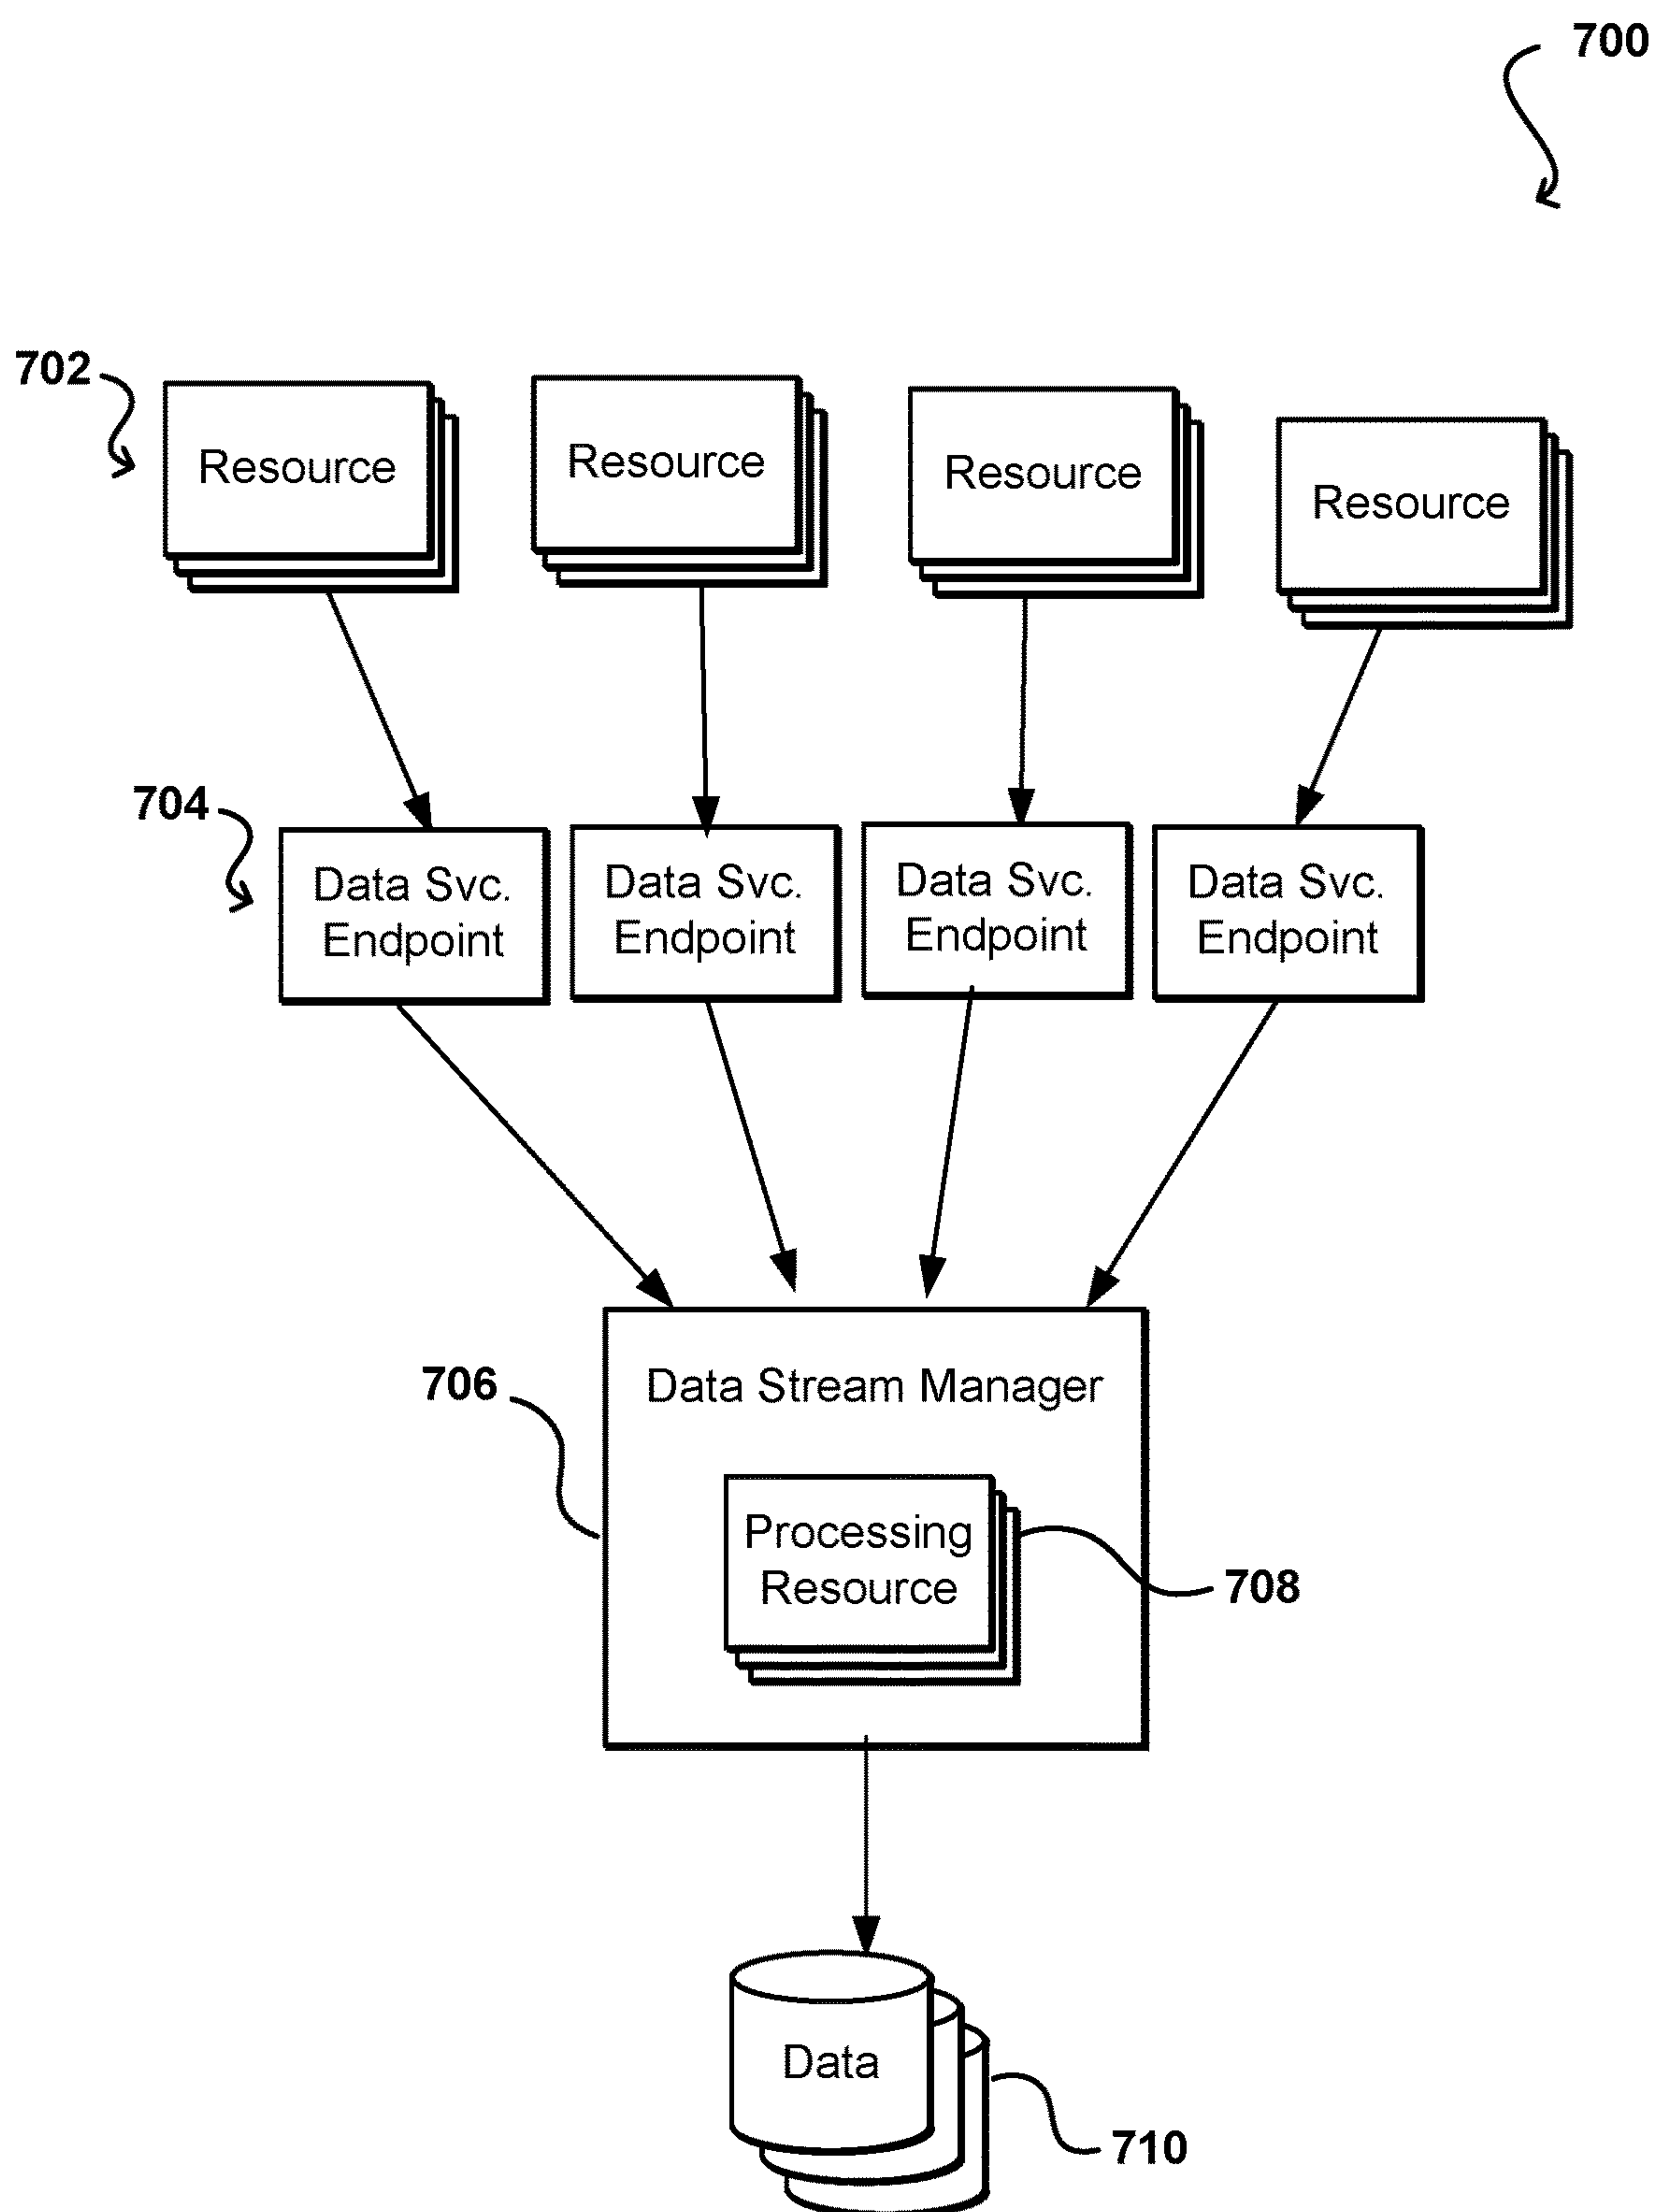 700
702
Resource
Resource
Resource
Resource
704
Data Svc.
Endpoint
Data Svc.
Endpoint
Data Svc.
Endpoint
Data Svc.
Endpoint
706
Data Stream Manager
Processing
Resource
708
Data
710